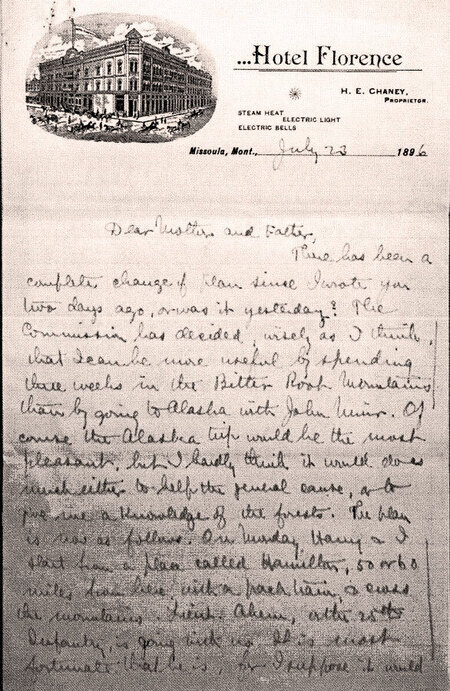 ...Hotel Florence
H. E. CHANEY,
PROPRIETOR.
STEAM HEAT
ELECTRIC LIGHT
ELECTRIC BELLS
Missoula, Mont., July 23 1896
Dear Mother and Father,
There has been a
complete change of plan since I wrote you
two days ago, or was it yesterday? The
Commission has decided, wisely as I think,
that I can be more useful by spending
three weeks in the Bitter Root Mountains
than by going to Alaska with John Muir. Of
course the Alaska trip would be the most
pleasant, but I hardly think it would do as
much either to help the general cause, or to
give me a knowledge of the forests. The plan
is now as follows. On Monday Harry & I
start from a place called Hamilton, 50 or 60
miles from here, with a pack train, & cross
the mountains. Lieut. Ahern, of the 25th
Infantry, is going with us. It is most
fortunate that he is, for I suppose it would